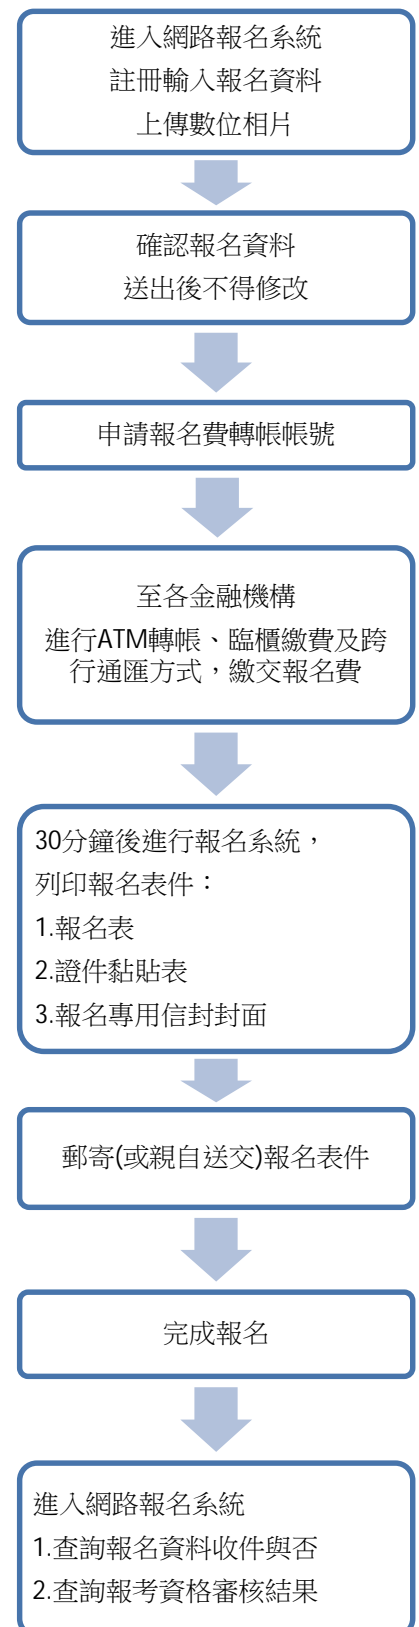 進入網路報名系統
註冊輸入報名資料
上傳數位相片
確認報名資料
送出後不得修改
申請報名費轉帳帳號
至各金融機構
進行ATM轉帳、臨櫃繳費及跨
行通匯方式，繳交報名費
30分鐘後進行報名系統，
列印報名表件：
1.報名表
2.證件黏貼表
3.報名專用信封封面
郵寄(或親自送交)報名表件
完成報名
進入網路報名系統
1.查詢報名資料收件與否
2.查詢報考資格審核結果